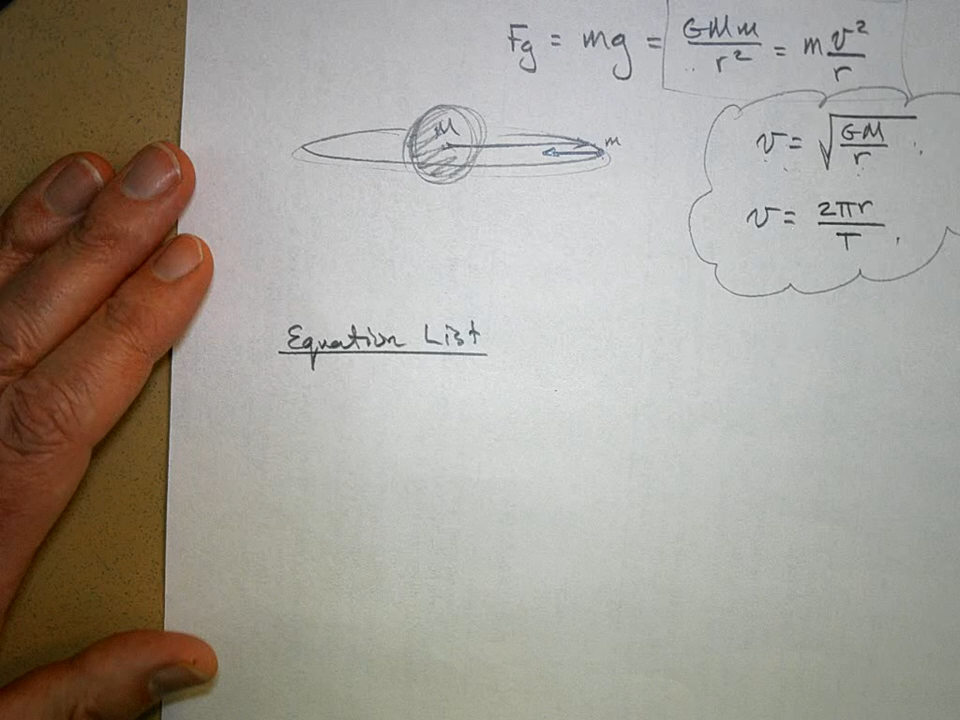 Fg = mg = GMm/r² = m v²/r
M
m
v = √(GM/r) .
v = 2πr/T .
Equation List